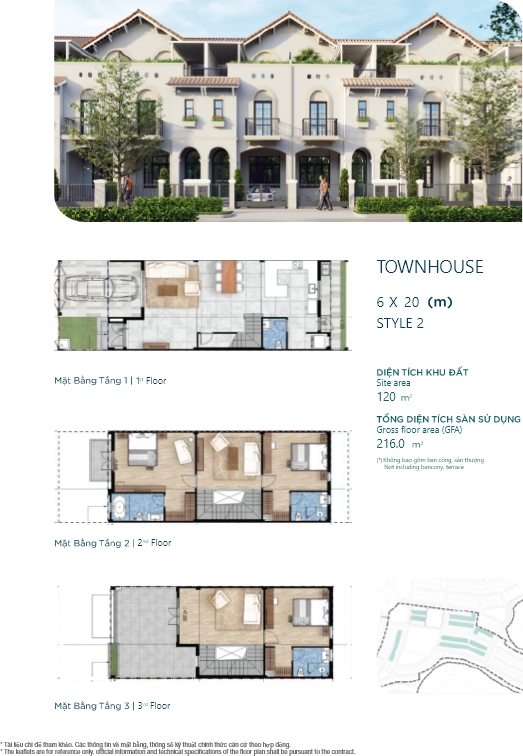 TOWNHOUSE
6 X 20 (m)
STYLE 2
DIỆN TÍCH KHU ĐẤT
Site area
120 m²
TỔNG DIỆN TÍCH SÀN SỬ DỤNG
Gross floor area (GFA)
216.0 m²
(*) Không bao gồm ban công, sân thượng
Not including bancony, terrace
Mặt Bằng Tầng 1 | 1st Floor
Mặt Bằng Tầng 2 | 2nd Floor
Mặt Bằng Tầng 3 | 3rd Floor
* Tài liệu chỉ để tham khảo. Các thông tin về mặt bằng, thông số kỹ thuật chính thức căn cứ theo hợp đồng.
* The leaflets are for reference only, official information and technical specifications of the floor plan shall be pursuant to the contract.